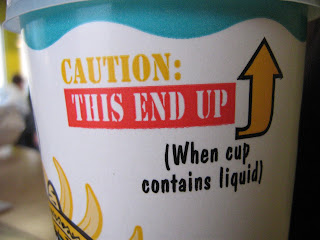 CAUTION:
THIS END UP
(When cup
contains liquid)